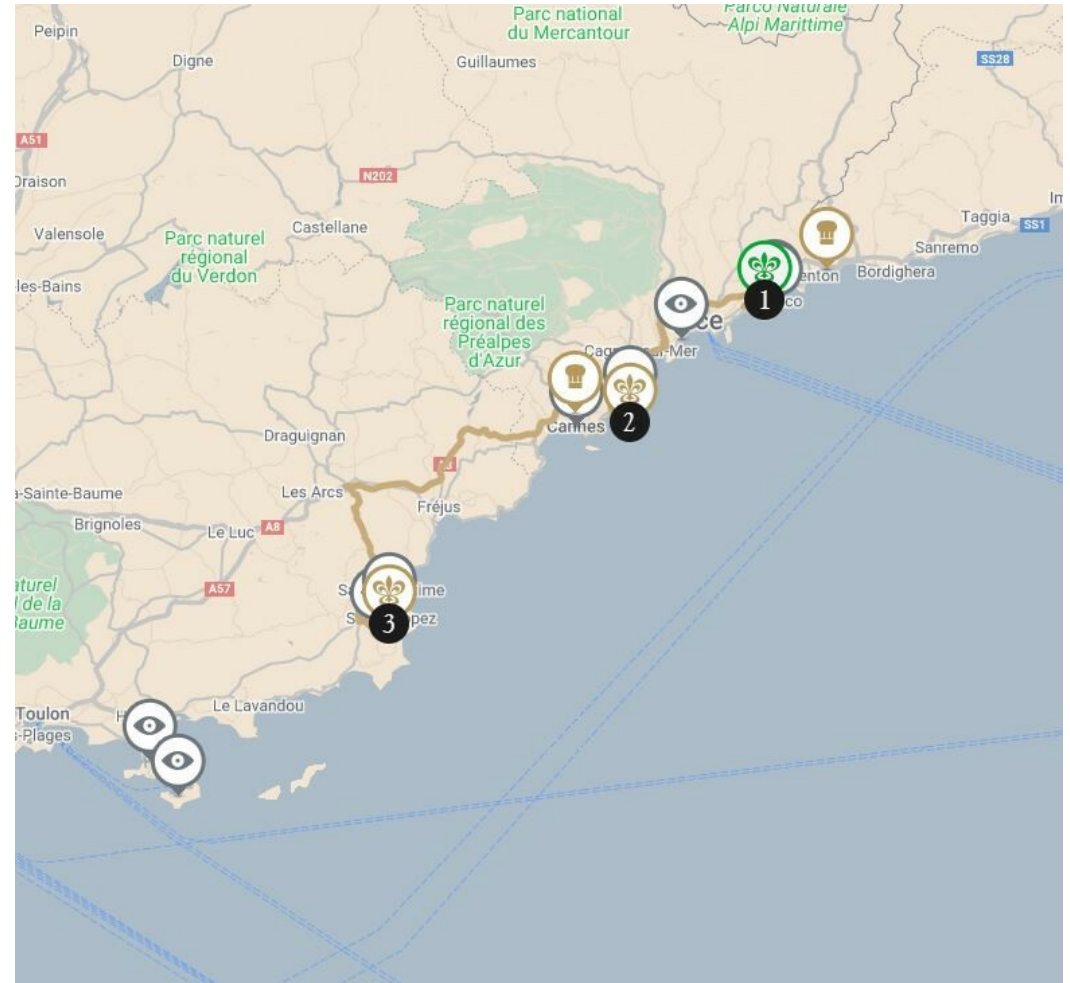 Parc national
du Mercantour
Parco Naturale
Alpi Marittime
Peipin
Digne
Guillaumes
SS28
A51
N202
Valensole
Parc naturel
régional
du Verdon
Castellane
Taggia
SS1
Sanremo
Bordighera
1
Parc naturel
régional des
Préalpes
d'Azur
Cannes
2
Draguignan
Les Arcs
Fréjus
Brignoles
Le Luc
A8
A57
3
Toulon
Le Lavandou